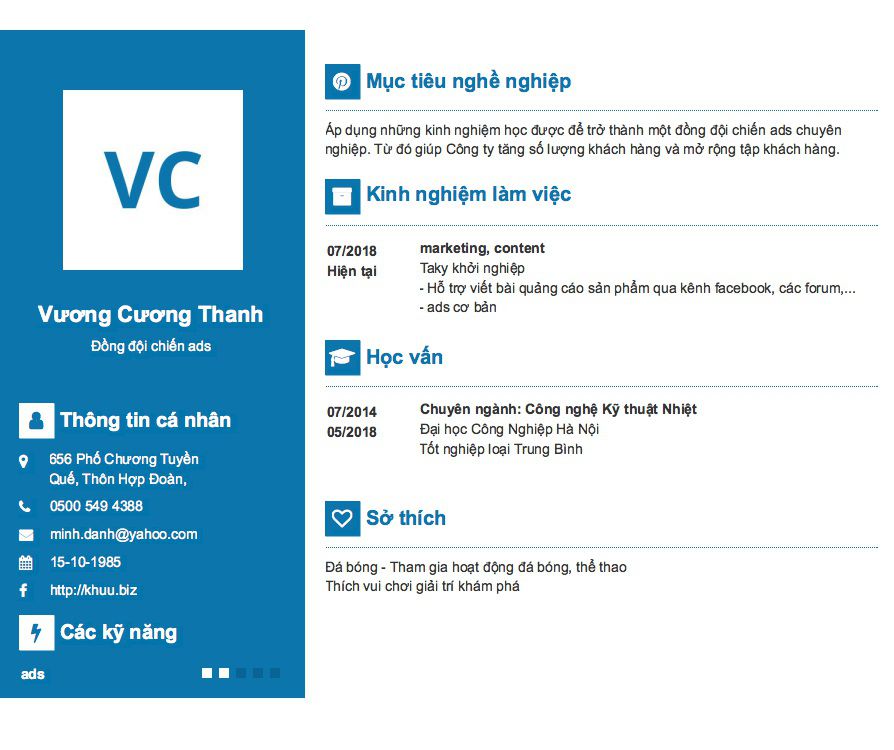 VC
Vương Cương Thanh
Đồng đội chiến ads
Thông tin cá nhân
656 Phố Chương Tuyền
Quế, Thôn Hợp Đoàn,
0500 549 4388
minh.danh@yahoo.com
15-10-1985
http://khuu.biz
Các kỹ năng
ads
Mục tiêu nghề nghiệp
Áp dụng những kinh nghiệm học được để trở thành một đồng đội chiến ads chuyên
nghiệp. Từ đó giúp Công ty tăng số lượng khách hàng và mở rộng tập khách hàng.
Kinh nghiệm làm việc
07/2018
Hiện tại
marketing, content
Taky khởi nghiệp
- Hỗ trợ viết bài quảng cáo sản phẩm qua kênh facebook, các forum,...
- ads cơ bản
Học vấn
07/2014
05/2018
Chuyên ngành: Công nghệ Kỹ thuật Nhiệt
Đại học Công Nghiệp Hà Nội
Tốt nghiệp loại Trung Bình
Sở thích
Đá bóng - Tham gia hoạt động đá bóng, thể thao
Thích vui chơi giải trí khám phá